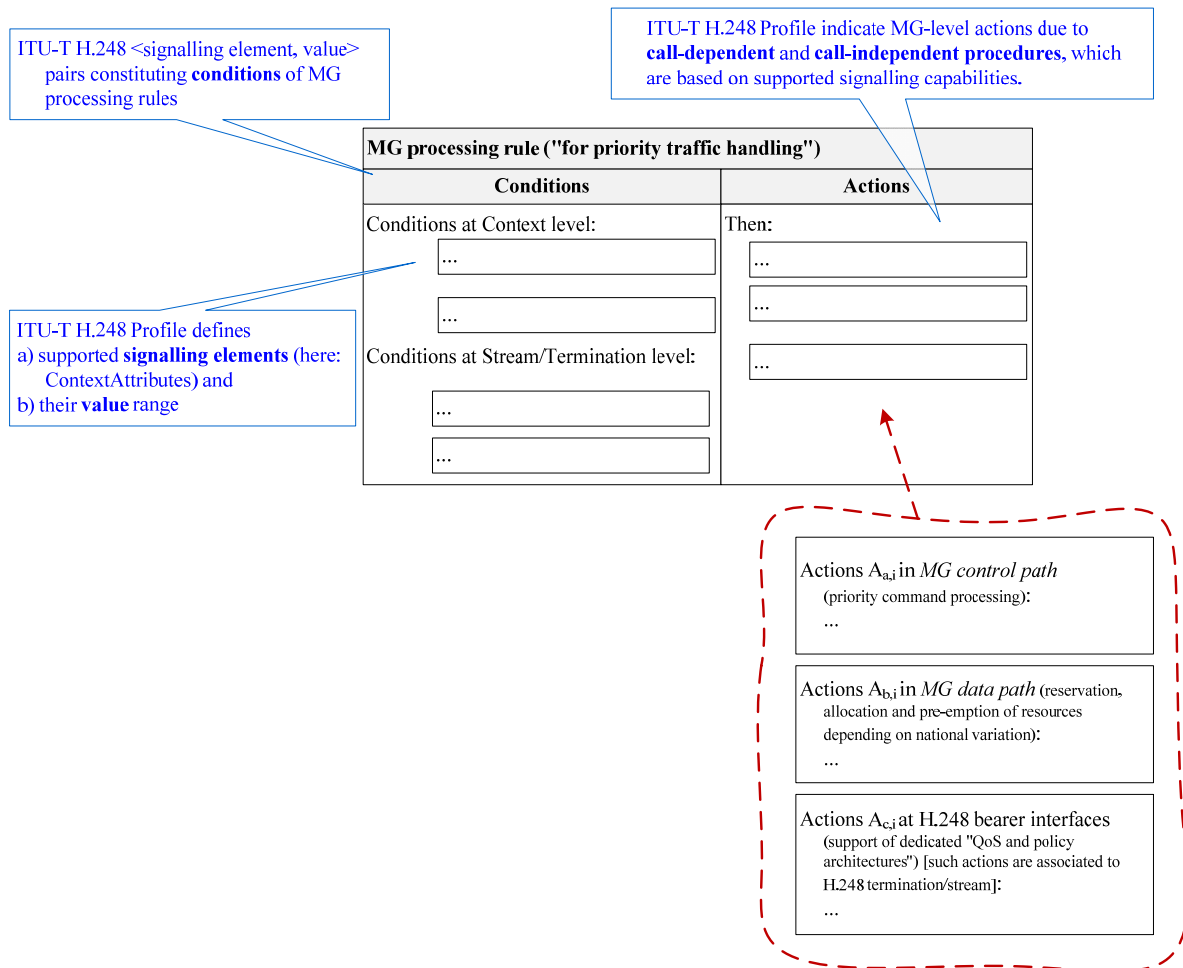 ITU-T H.248 <signalling element, value>
pairs constituting conditions of MG
processing rules
ITU-T H.248 Profile indicate MG-level actions due to
call-dependent and call-independent procedures, which
are based on supported signalling capabilities.
MG processing rule ("for priority traffic handling")
Conditions
Actions
Conditions at Context level:
...
...
Conditions at Stream/Termination level:
...
...
Then:
...
...
...
ITU-T H.248 Profile defines
a) supported signalling elements (here:
ContextAttributes) and
b) their value range
Actions Aa,i in MG control path
(priority command processing):
...
Actions Ab,i in MG data path (reservation,
allocation and pre-emption of resources
depending on national variation):
...
Actions Ac,i at H.248 bearer interfaces
(support of dedicated "QoS and policy
architectures") [such actions are associated to
H.248 termination/stream]:
...